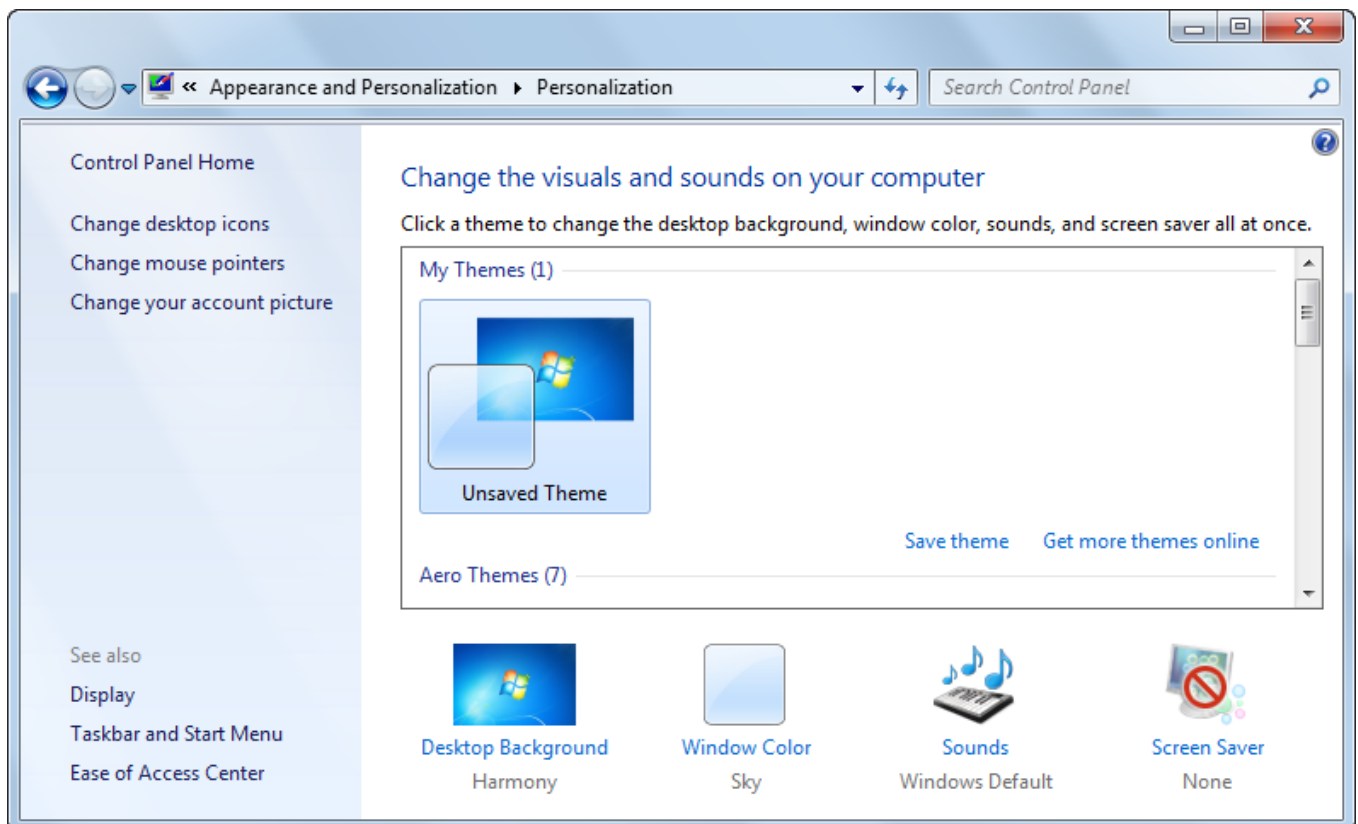 « Appearance and Personalization ▸ Personalization
Search Control Panel
Control Panel Home
Change desktop icons
Change mouse pointers
Change your account picture
See also
Display
Taskbar and Start Menu
Ease of Access Center
Change the visuals and sounds on your computer
Click a theme to change the desktop background, window color, sounds, and screen saver all at once.
My Themes (1)
Unsaved Theme
Save theme Get more themes online
Aero Themes (7)
Desktop Background Window Color Sounds Screen Saver
Harmony Sky Windows Default None